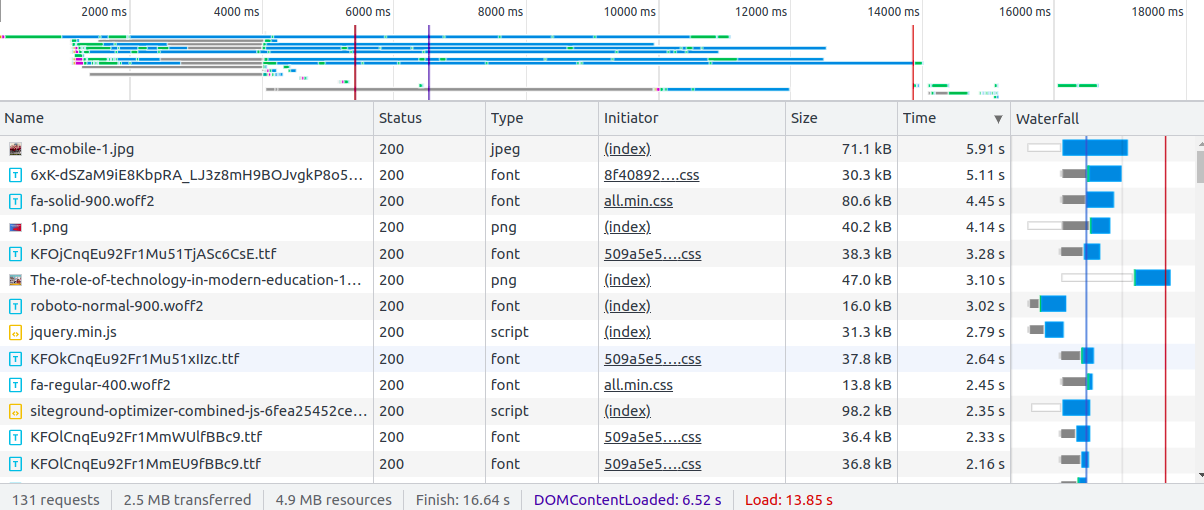 2000 ms 4000 ms 6000 ms 8000 ms 10000 ms 12000 ms 14000 ms 16000 ms 18000 ms
Name Status Type Initiator Size Time ▼ Waterfall
ec-mobile-1.jpg 200 jpeg (index) 71.1 kB 5.91 s
6xK-dSZaM9iE8KbpRA_LJ3z8mH9BOJvgkP8o5... 200 font 8f40892....css 30.3 kB 5.11 s
fa-solid-900.woff2 200 font all.min.css 80.6 kB 4.45 s
1.png 200 png (index) 40.2 kB 4.14 s
KFOjCnqEu92Fr1Mu51TjASc6CsE.ttf 200 font 509a5e5....css 38.3 kB 3.28 s
The-role-of-technology-in-modern-education-1... 200 png (index) 47.0 kB 3.10 s
roboto-normal-900.woff2 200 font (index) 16.0 kB 3.02 s
jquery.min.js 200 script (index) 31.3 kB 2.79 s
KFOkCnqEu92Fr1Mu51xIIzc.ttf 200 font 509a5e5....css 37.8 kB 2.64 s
fa-regular-400.woff2 200 font all.min.css 13.8 kB 2.45 s
siteground-optimizer-combined-js-6fea25452ce... 200 script (index) 98.2 kB 2.35 s
KFOlCnqEu92Fr1MmWUlfBBc9.ttf 200 font 509a5e5....css 36.4 kB 2.33 s
KFOlCnqEu92Fr1MmEU9fBBc9.ttf 200 font 509a5e5....css 36.8 kB 2.16 s
131 requests 2.5 MB transferred 4.9 MB resources Finish: 16.64 s DOMContentLoaded: 6.52 s Load: 13.85 s